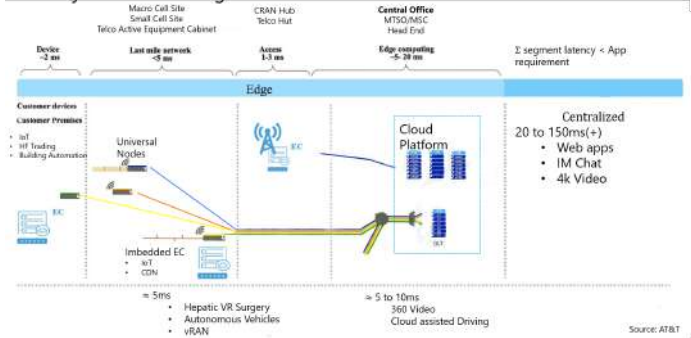 Macro Cell Site
Small Cell Site
Telco Active Equipment Cabinet
CRAN Hub
Telco Hut
Central Office
MTSO/MSC
Head End
Device
~2 ms
Last mile network
<5 ms
Access
1-3 ms
Edge computing
~5- 20 ms
Σ segment latency < App
requirement
Edge
Customer devices
Customer Premises
• IoT
• HF Trading
• Building Automation
EC
Universal
Nodes
Imbedded EC
• IoT
• CDN
EC
Cloud
Platform
OLT
Centralized
20 to 150ms(+)
• Web apps
• IM Chat
• 4k Video
≈ 5ms
• Hepatic VR Surgery
• Autonomous Vehicles
• vRAN
≈ 5 to 10ms
360 Video
Cloud assisted Driving
Source: AT&T